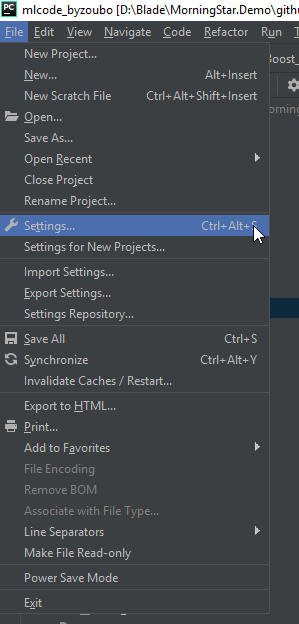 PC mlcode_byzoubo [D:\Blade\MorningStar.Demo\githu
File Edit View Navigate Code Refactor Run T
New Project...
Boost_
New... Alt+Insert
New Scratch File Ctrl+Alt+Shift+Insert
Open...
orning
Save As...
Open Recent
Close Project
Rename Project...
Settings... Ctrl+Alt+S
Settings for New Projects...
Import Settings...
Export Settings...
Settings Repository...
Save All Ctrl+S
Synchronize Ctrl+Alt+Y
Invalidate Caches / Restart...
Export to HTML...
Print...
Add to Favorites
File Encoding
Remove BOM
Associate with File Type...
Line Separators
Make File Read-only
Power Save Mode
Exit